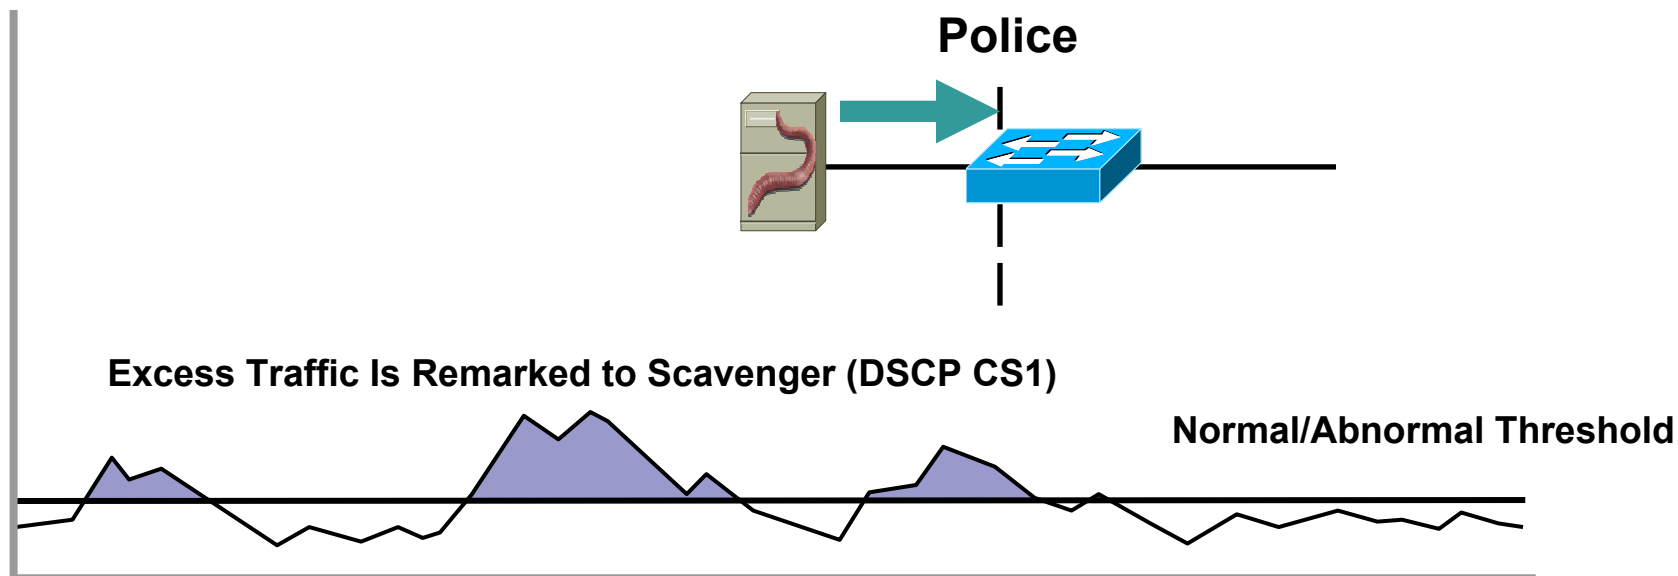 Police
Excess Traffic Is Remarked to Scavenger (DSCP CS1)
Normal/Abnormal Threshold